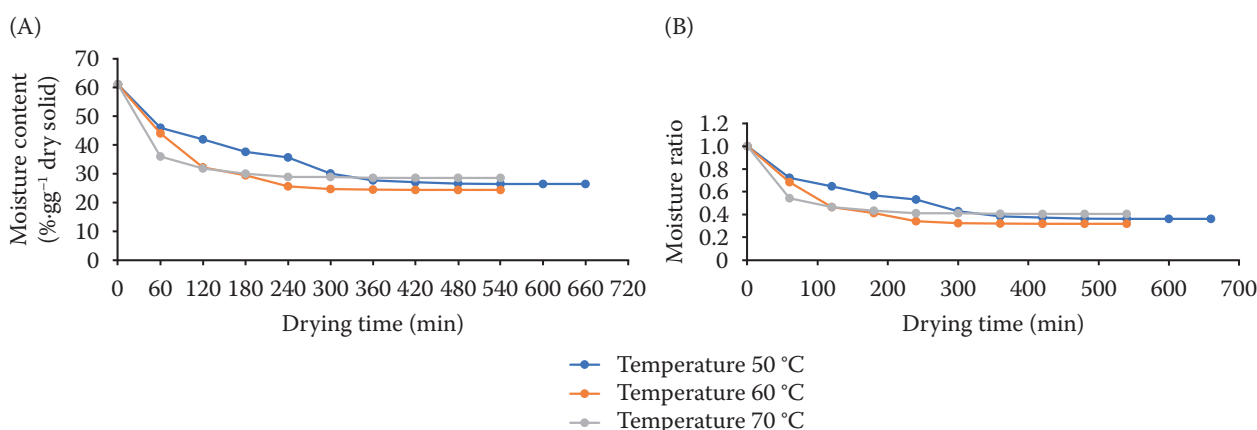 (A)
Moisture content
(%·gg⁻¹ dry solid)
70
60
50
40
30
20
10
0
0 60 120 180 240 300 360 420 480 540 600 660 720
Drying time (min)
(B)
Moisture ratio
1.2
1.0
0.8
0.6
0.4
0.2
0
0 100 200 300 400 500 600 700
Drying time (min)
Temperature 50 °C
Temperature 60 °C
Temperature 70 °C